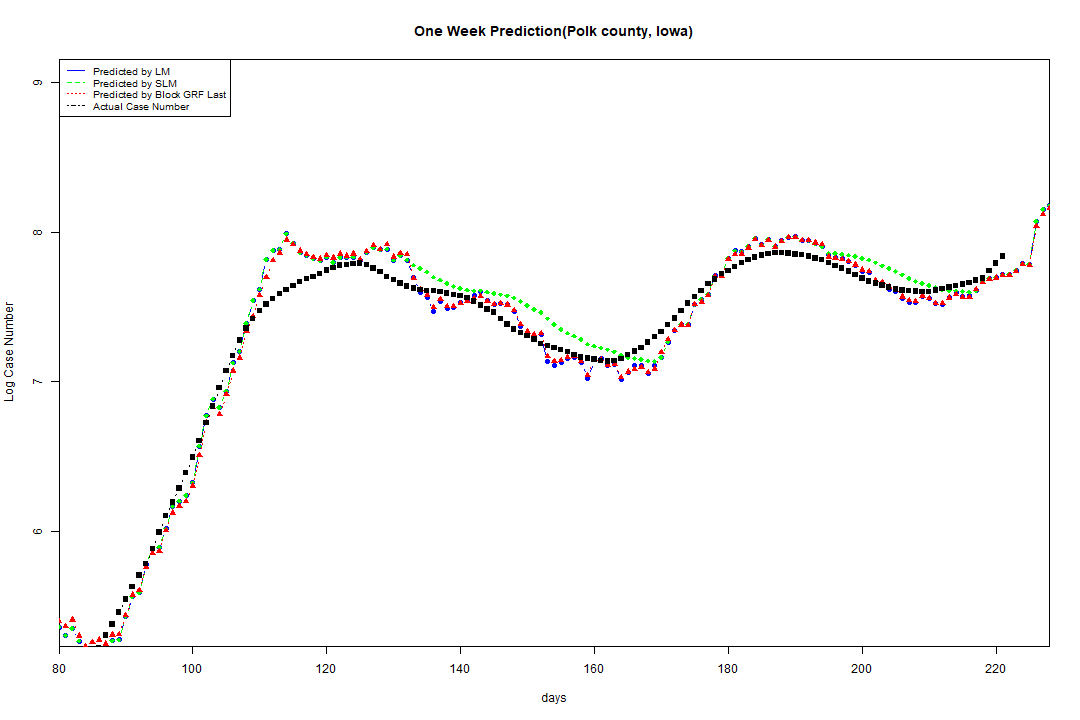 One Week Prediction(Polk county, Iowa)
Predicted by LM
Predicted by SLM
Predicted by Block GRF Last
Actual Case Number
9
8
7
6
Log Case Number
80 100 120 140 160 180 200 220
days